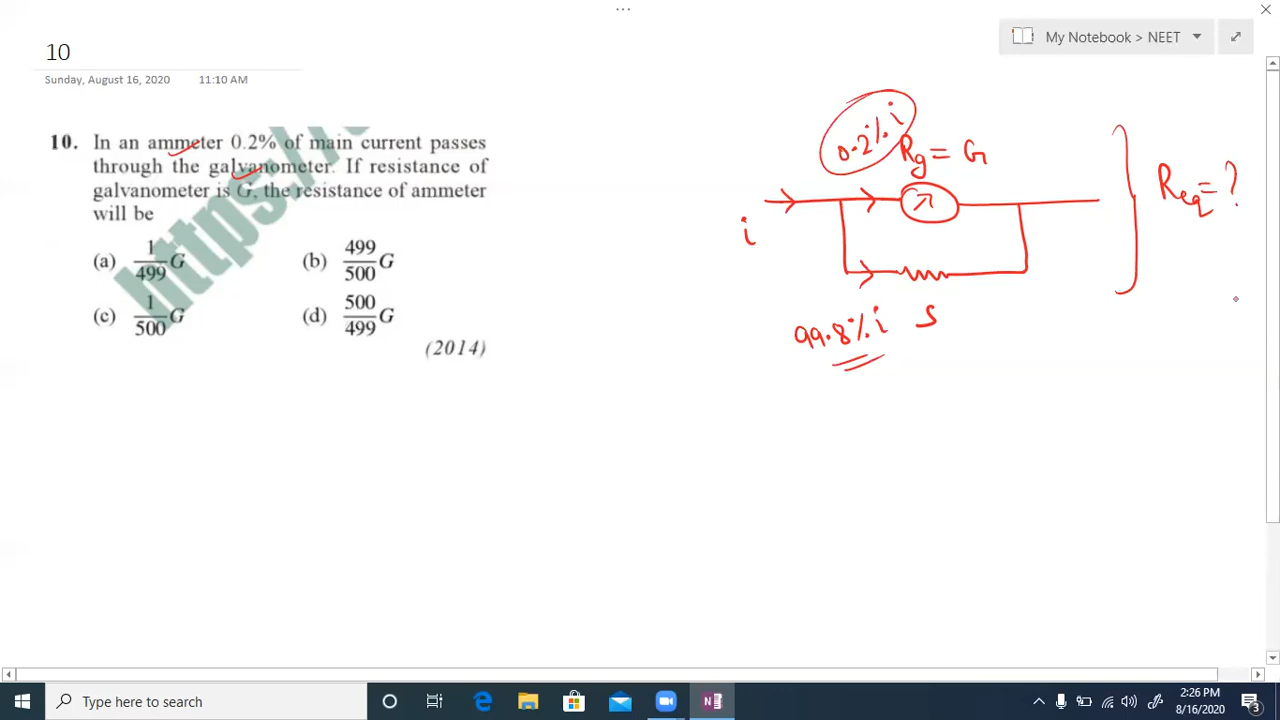 10
My Notebook > NEET
Sunday, August 16, 2020 11:10 AM
10. In an ammeter 0.2% of main current passes
through the galvanometer. If resistance of
galvanometer is G, the resistance of ammeter
will be
(a) 1/499 G (b) 499/500 G
(c) 1/500 G (d) 500/499 G
(2014)
https://
0.2% i
Rg = G
i
99.8% i S
Req = ?
Type here to search
2:26 PM
8/16/2020
3